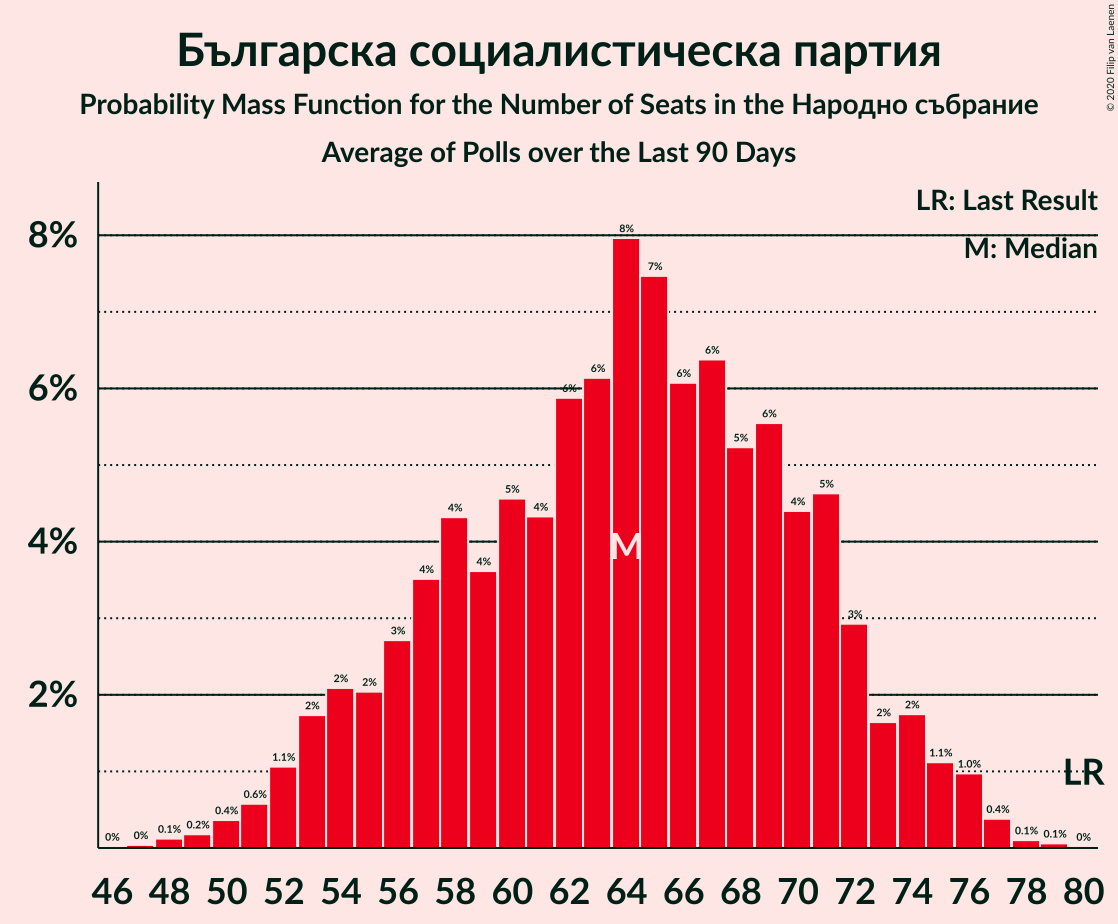 Българска социалистическа партия
Probability Mass Function for the Number of Seats in the Народно събрание
Average of Polls over the Last 90 Days
© 2020 Filip van Laenen
LR: Last Result
M: Median
8%
6%
4%
2%
0% 0% 0.1% 0.2% 0.4% 0.6% 1.1% 2% 2% 2% 3% 4% 4% 4% 5% 4% 6% 6% 8% 7% 6% 6% 5% 6% 4% 5% 3% 2% 2% 1.1% 1.0% 0.4% 0.1% 0.1% 0%
M
LR
46 48 50 52 54 56 58 60 62 64 66 68 70 72 74 76 78 80